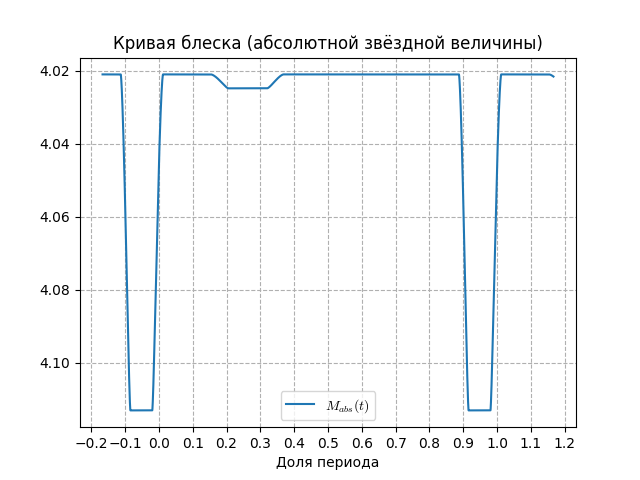 Кривая блеска (абсолютной звёздной величины)
4.02
4.04
4.06
4.08
4.10
M_abs(t)
−0.2 −0.1 0.0 0.1 0.2 0.3 0.4 0.5 0.6 0.7 0.8 0.9 1.0 1.1 1.2
Доля периода